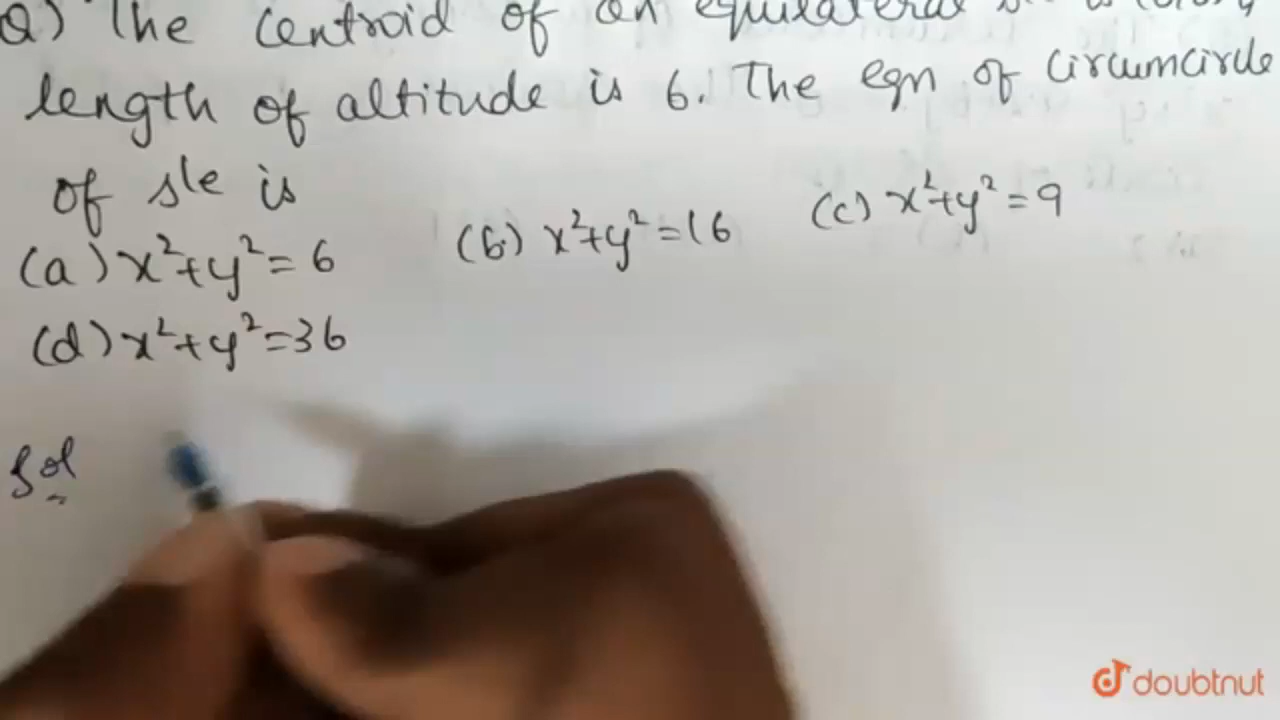 Q) The centroid of an equilateral
length of altitude is 6. The eqn of circumcircle
of sle is
(a) x²+y²=6 (b) x²+y²=16 (c) x²+y²=9
(d) x²+y²=36
Sol
doubtnut